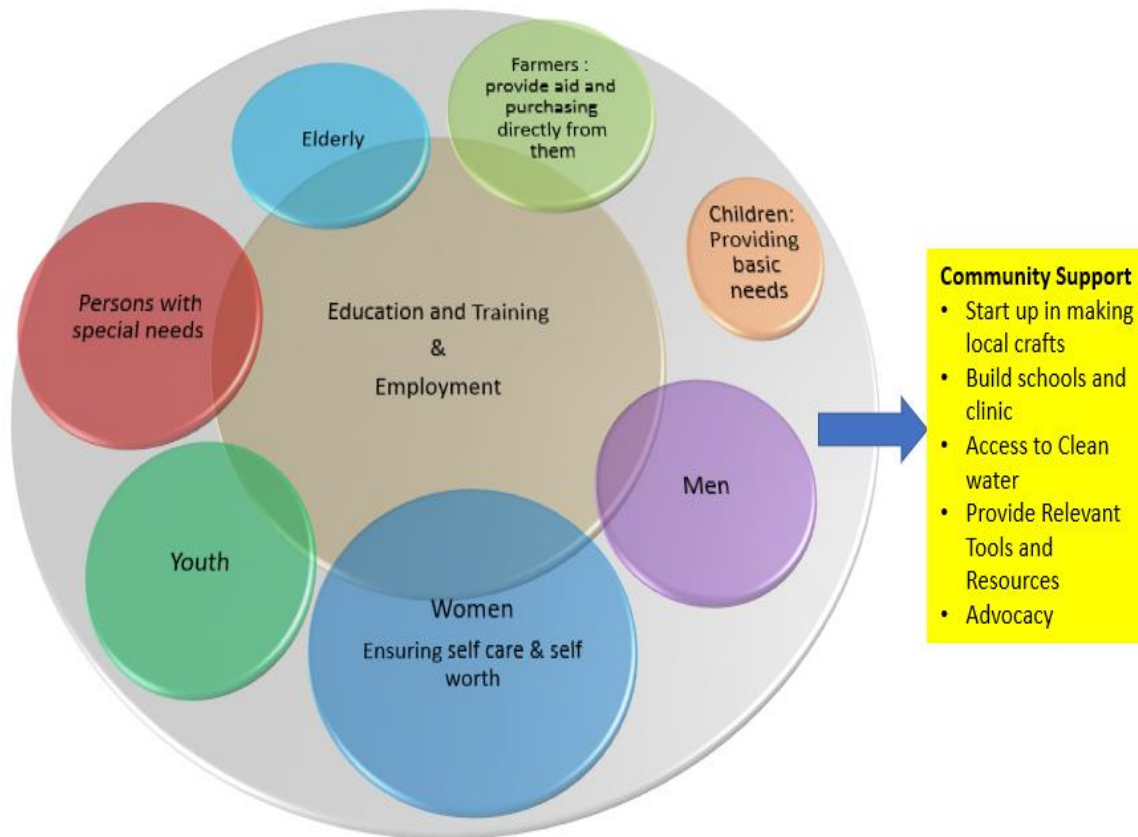 Farmers :
provide aid and
purchasing
directly from
them
Elderly
Children:
Providing
basic
needs
Persons with
special needs
Education and Training
&
Employment
Men
Youth
Women
Ensuring self care & self
worth
Community Support
• Start up in making
local crafts
• Build schools and
clinic
• Access to Clean
water
• Provide Relevant
Tools and
Resources
• Advocacy